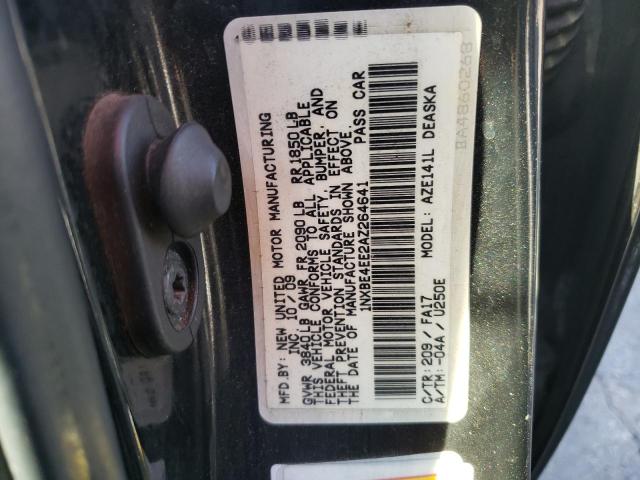 MFD.BY: NEW UNITED MOTOR MANUFACTURING
INC. 10/09
GVWR 3840LB GAWR FR 2090LB RR1850LB
THIS VEHICLE CONFORMS TO ALL APPLICABLE
FEDERAL MOTOR VEHICLE SAFETY, BUMPER, AND
THEFT PREVENTION STANDARDS IN EFFECT ON
THE DATE OF MANUFACTURE SHOWN ABOVE.
1NXBE4EE2AZ264641 PASS CAR
C/TR: 209/FA17 MODEL: AZE141L DEASKA
A/TM: -04A/U250E